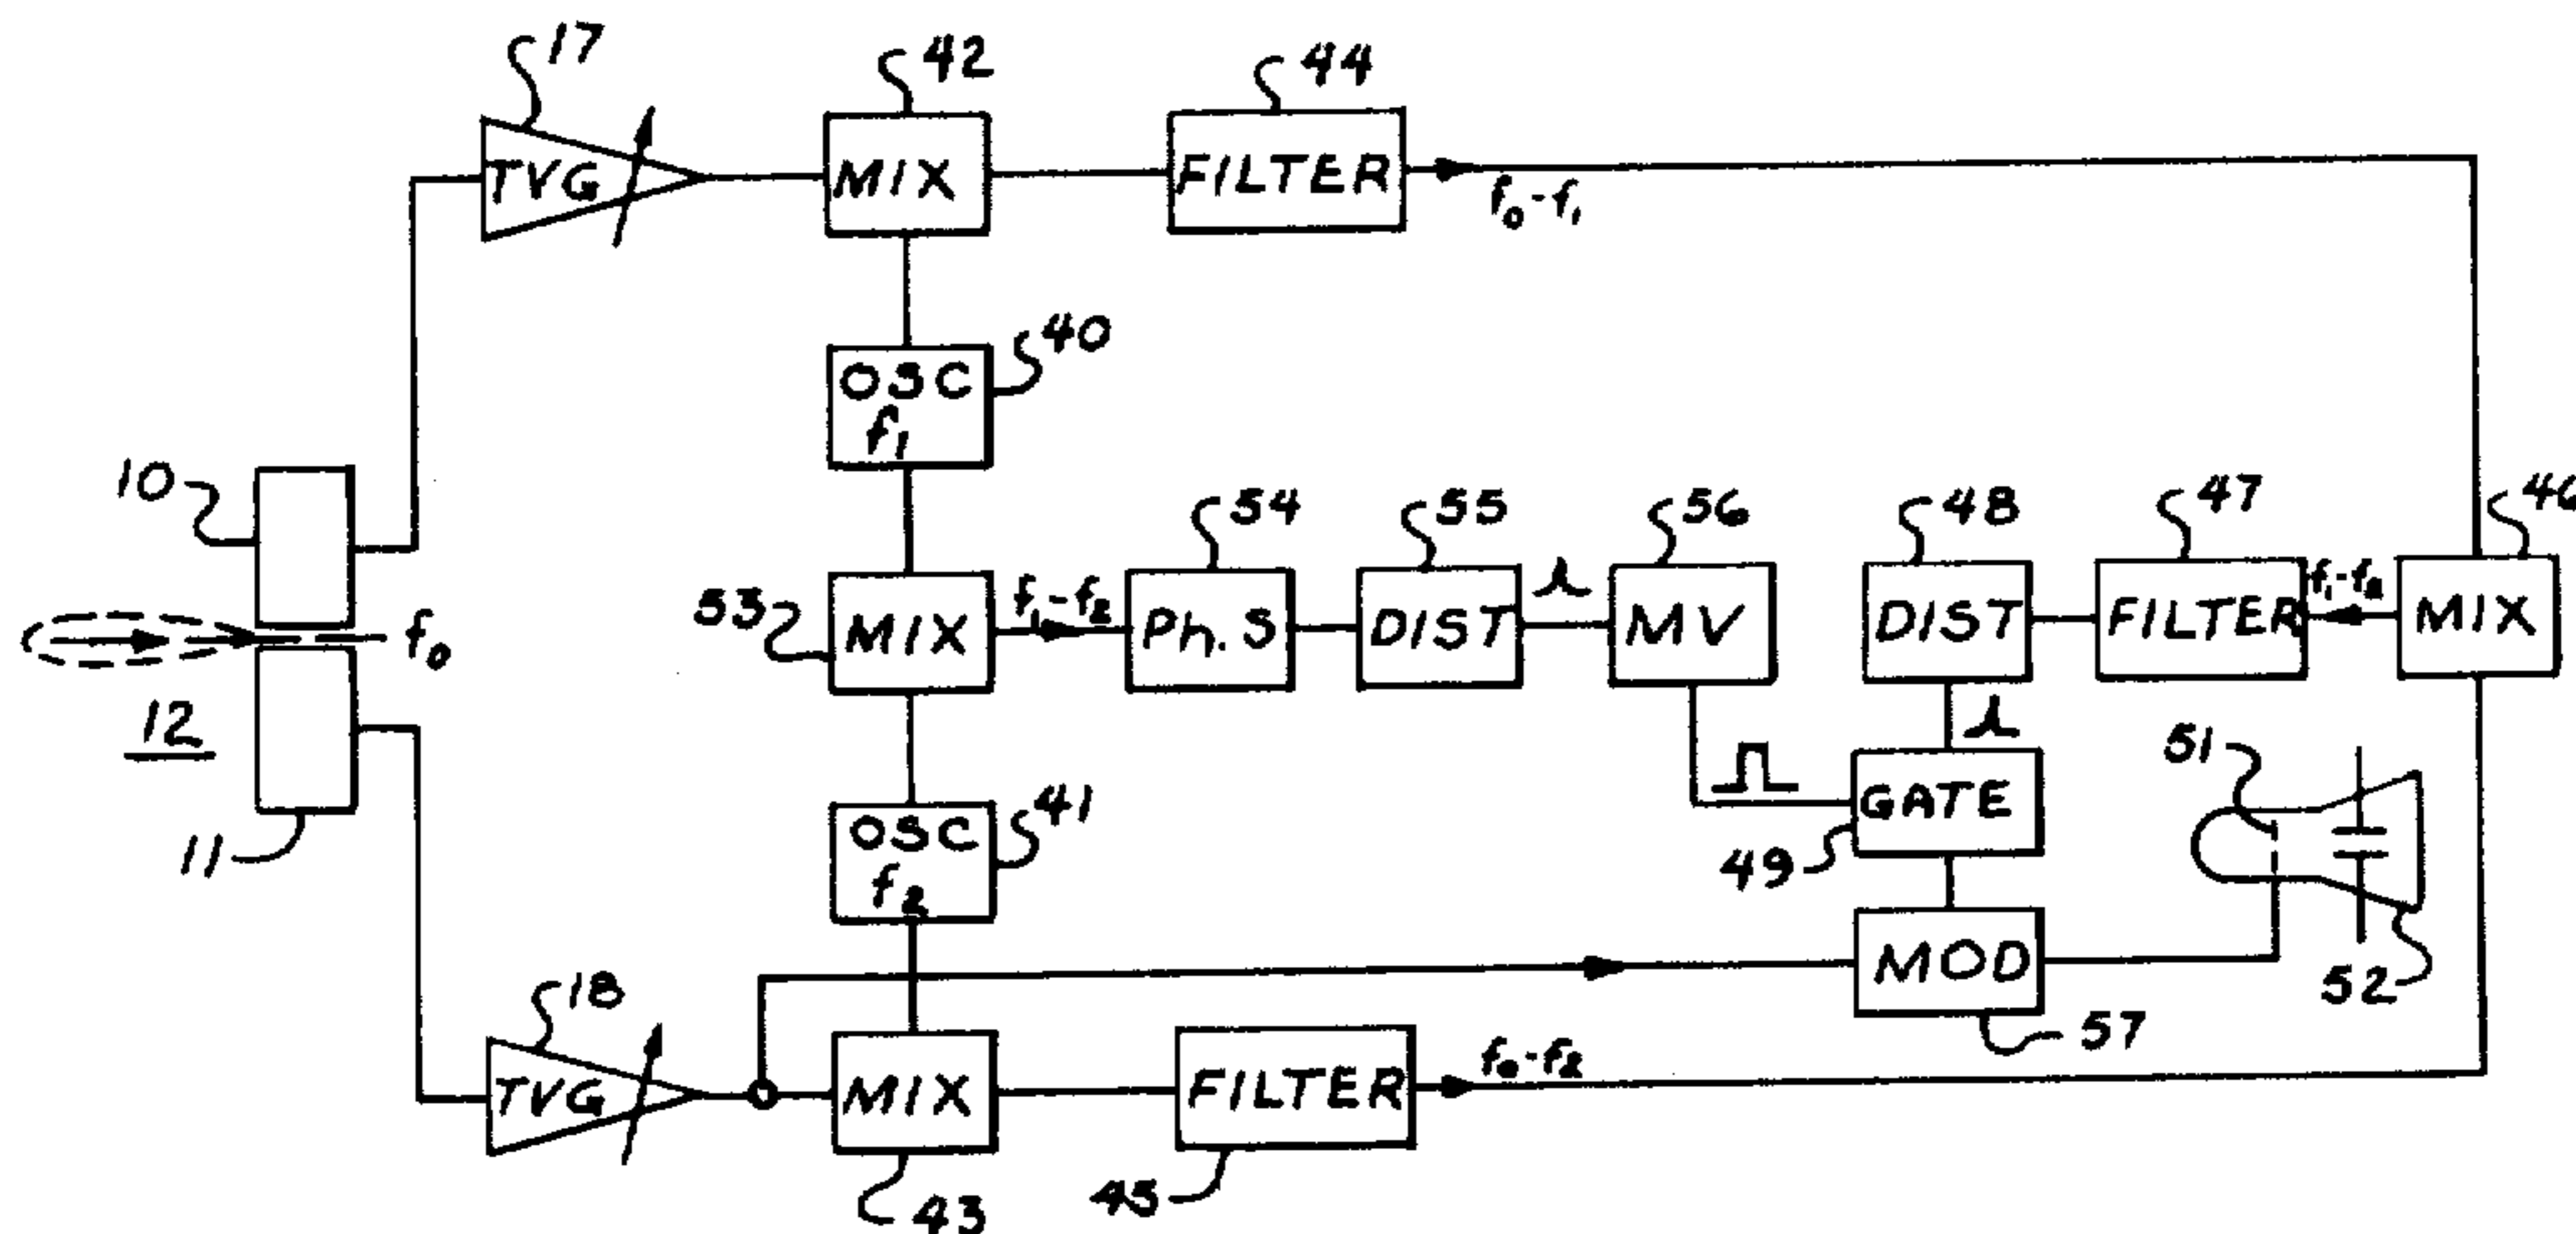 17
42
44
TVG
MIX
FILTER
f₀-f₁
40
OSC
f₁
10
f₀
12
11
53
MIX
f₁-f₂
54
Ph.S
55
DIST
56
MV
48
DIST
47
FILTER
f₁-f₂
46
MIX
51
GATE
49
41
OSC
f₂
MOD
52
57
18
TVG
MIX
FILTER
f₀-f₂
43
45